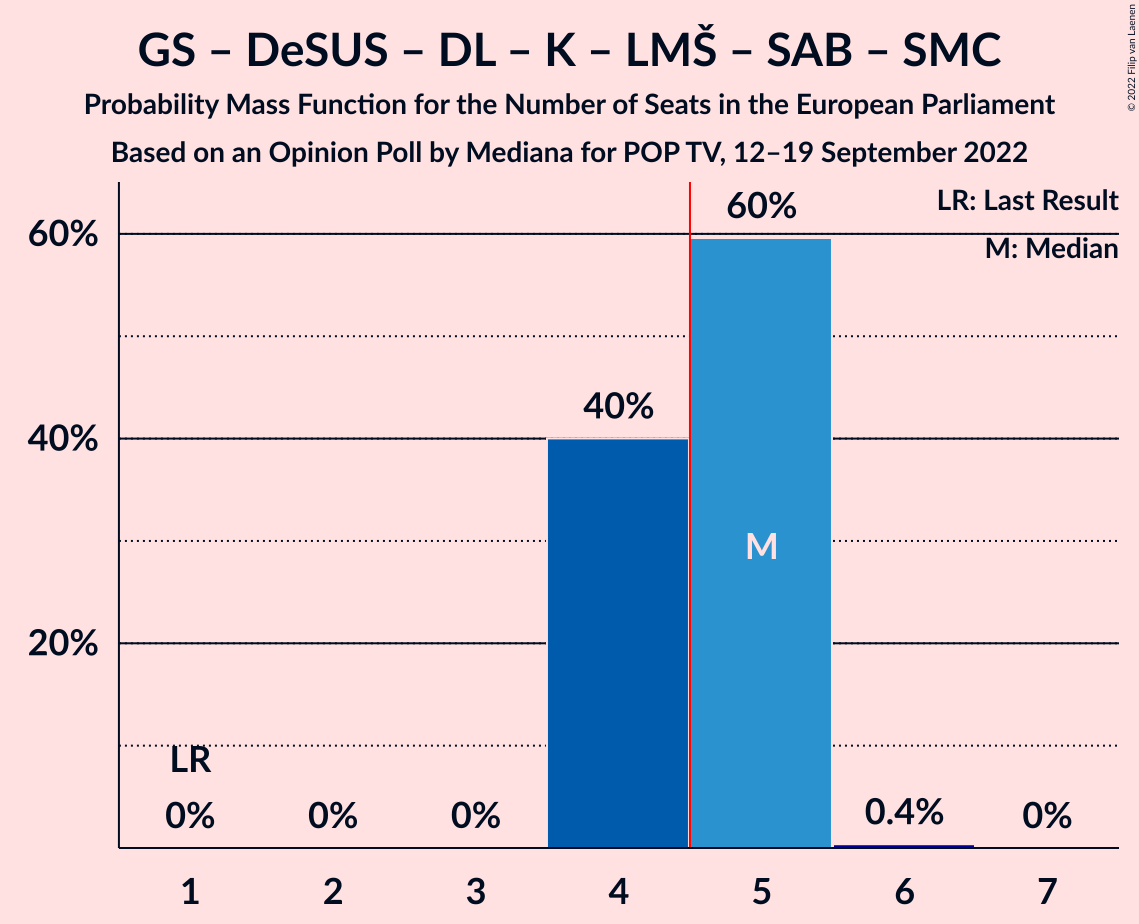 GS – DeSUS – DL – K – LMŠ – SAB – SMC
Probability Mass Function for the Number of Seats in the European Parliament
Based on an Opinion Poll by Mediana for POP TV, 12–19 September 2022
© 2022 Filip van Laenen
LR: Last Result
M: Median
60%
40%
20%
60%
40%
M
LR
0%
0%
0%
0.4%
0%
1
2
3
4
5
6
7